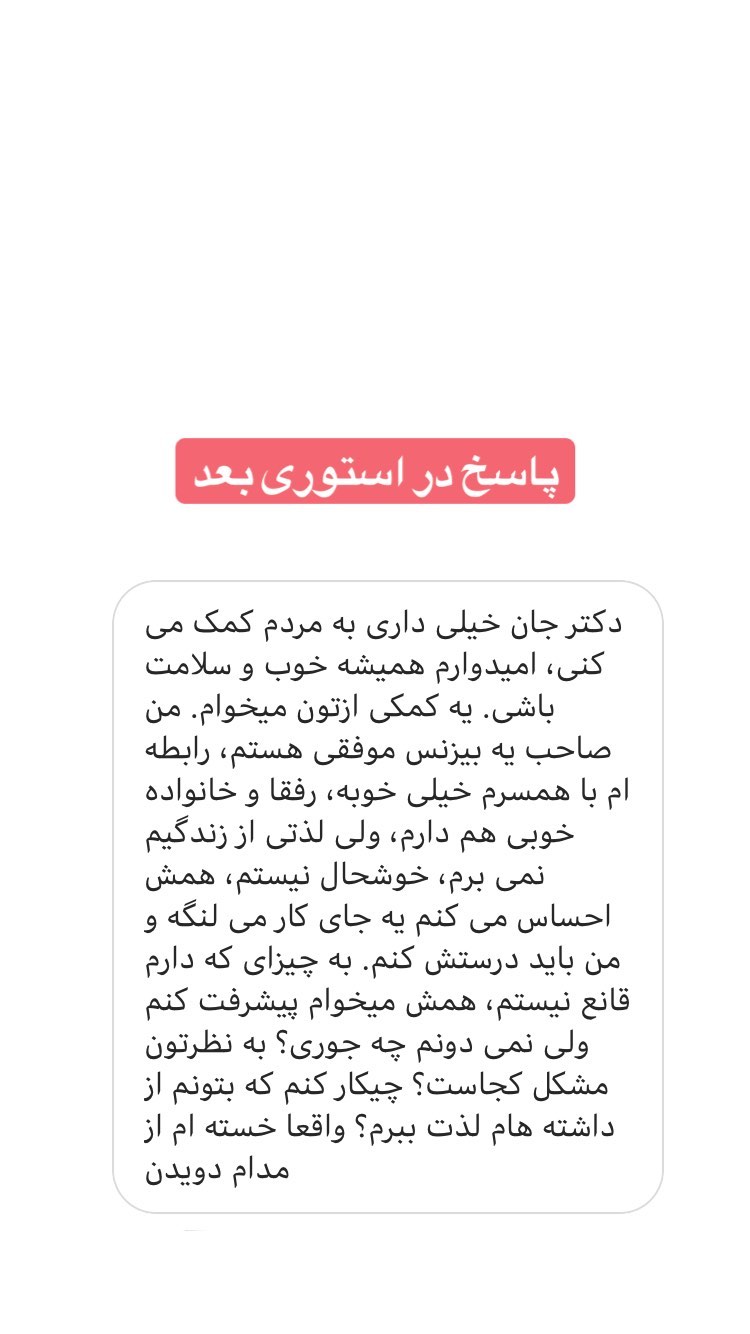 پاسخ در استوری بعد
دکتر جان خیلی داری به مردم کمک می
کنی، امیدوارم همیشه خوب و سلامت
باشی. یه کمکی ازتون میخوام. من
صاحب یه بیزنس موفقی هستم، رابطه
ام با همسرم خیلی خوبه، رفقا و خانواده
خوبی هم دارم، ولی لذتی از زندگیم
نمی برم، خوشحال نیستم، همش
احساس می کنم یه جای کار می لنگه و
من باید درستش کنم. به چیزای که دارم
قانع نیستم، همش میخوام پیشرفت کنم
ولی نمی دونم چه جوری؟ به نظرتون
مشکل کجاست؟ چیکار کنم که بتونم از
داشته هام لذت ببرم؟ واقعا خسته ام از
مدام دویدن